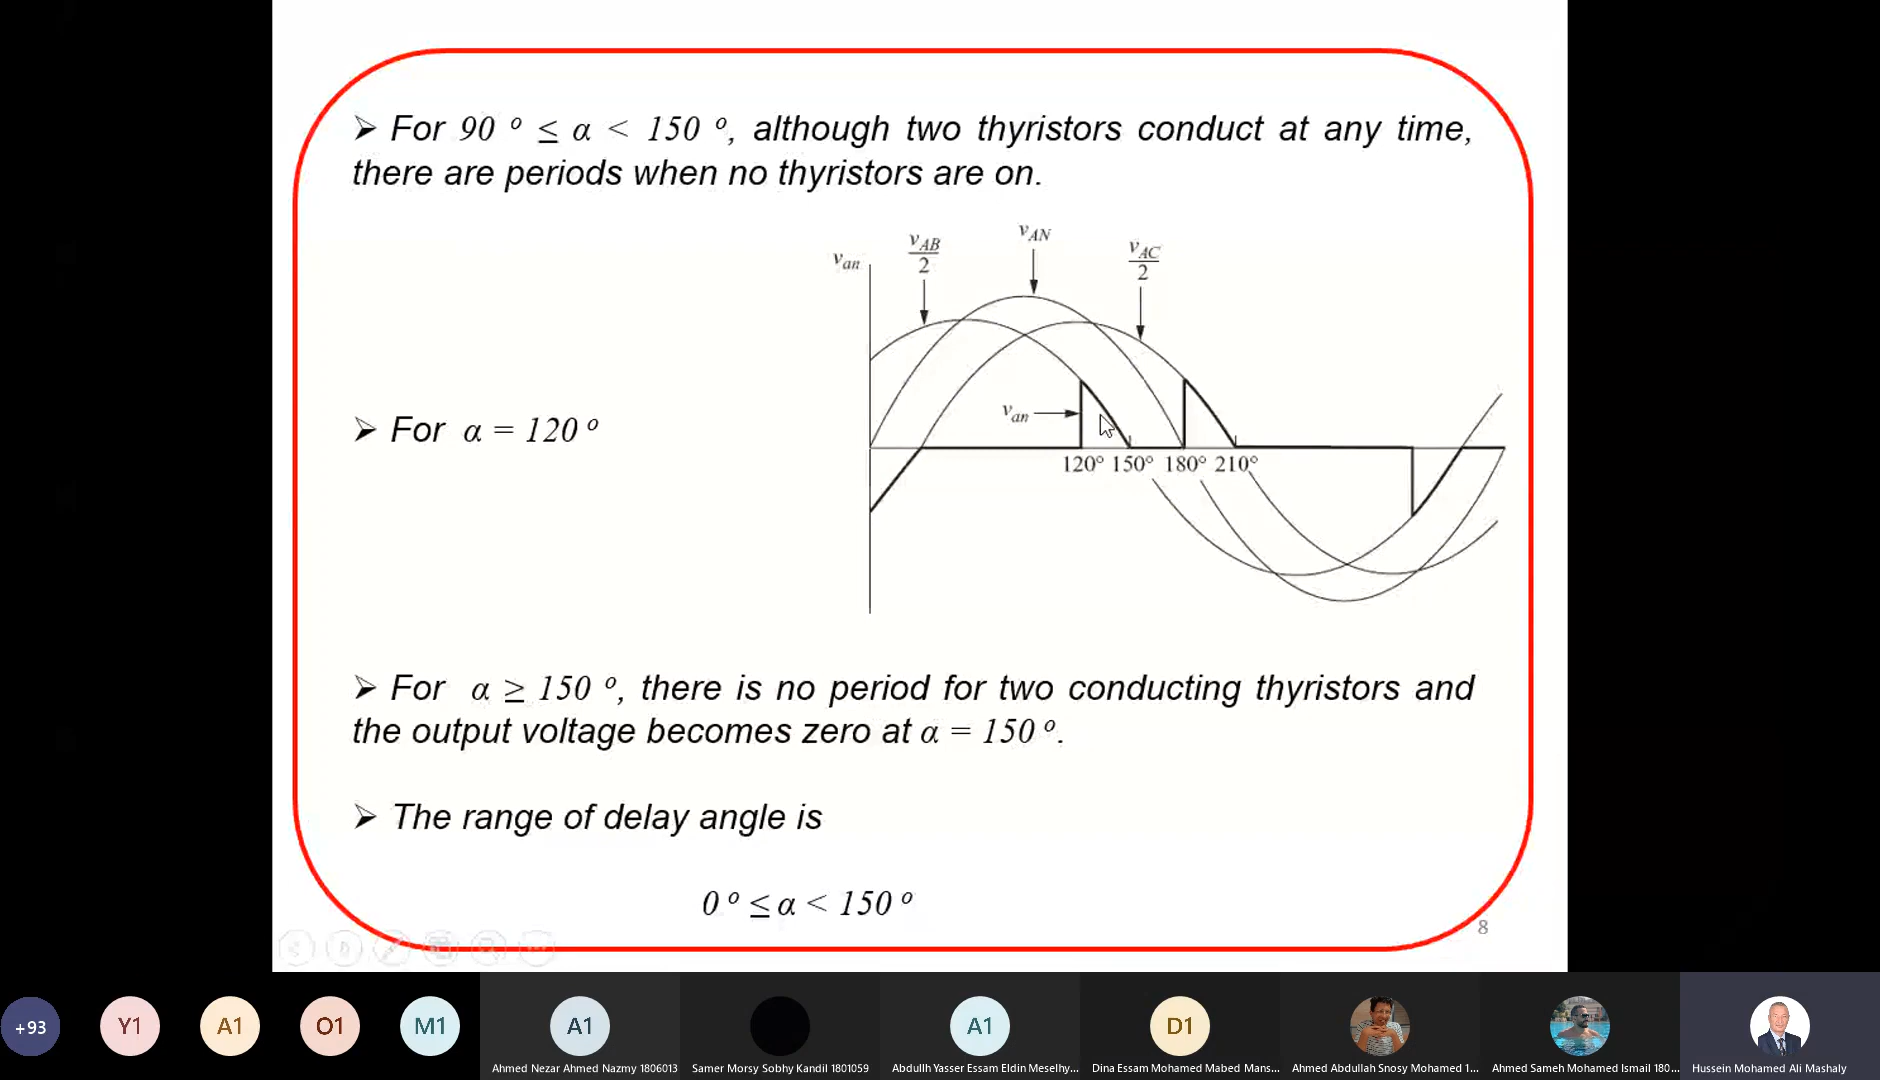 ➢ For 90 º ≤ α < 150 º, although two thyristors conduct at any time,
there are periods when no thyristors are on.
van
vAB
2
vAN
vAC
2
van
120° 150° 180° 210°
➢ For α = 120 º
➢ For α ≥ 150 º, there is no period for two conducting thyristors and
the output voltage becomes zero at α = 150 º.
➢ The range of delay angle is
0 º ≤ α < 150 º
8
+93
Y1
A1
O1
M1
A1
A1
D1
Ahmed Nezar Ahmed Nazmy 1806013
Samer Morsy Sobhy Kandil 1801059
Abdullh Yasser Essam Eldin Meselhy...
Dina Essam Mohamed Mabed Mans...
Ahmed Abdullah Snosy Mohamed 1...
Ahmed Sameh Mohamed Ismail 180...
Hussein Mohamed Ali Mashaly